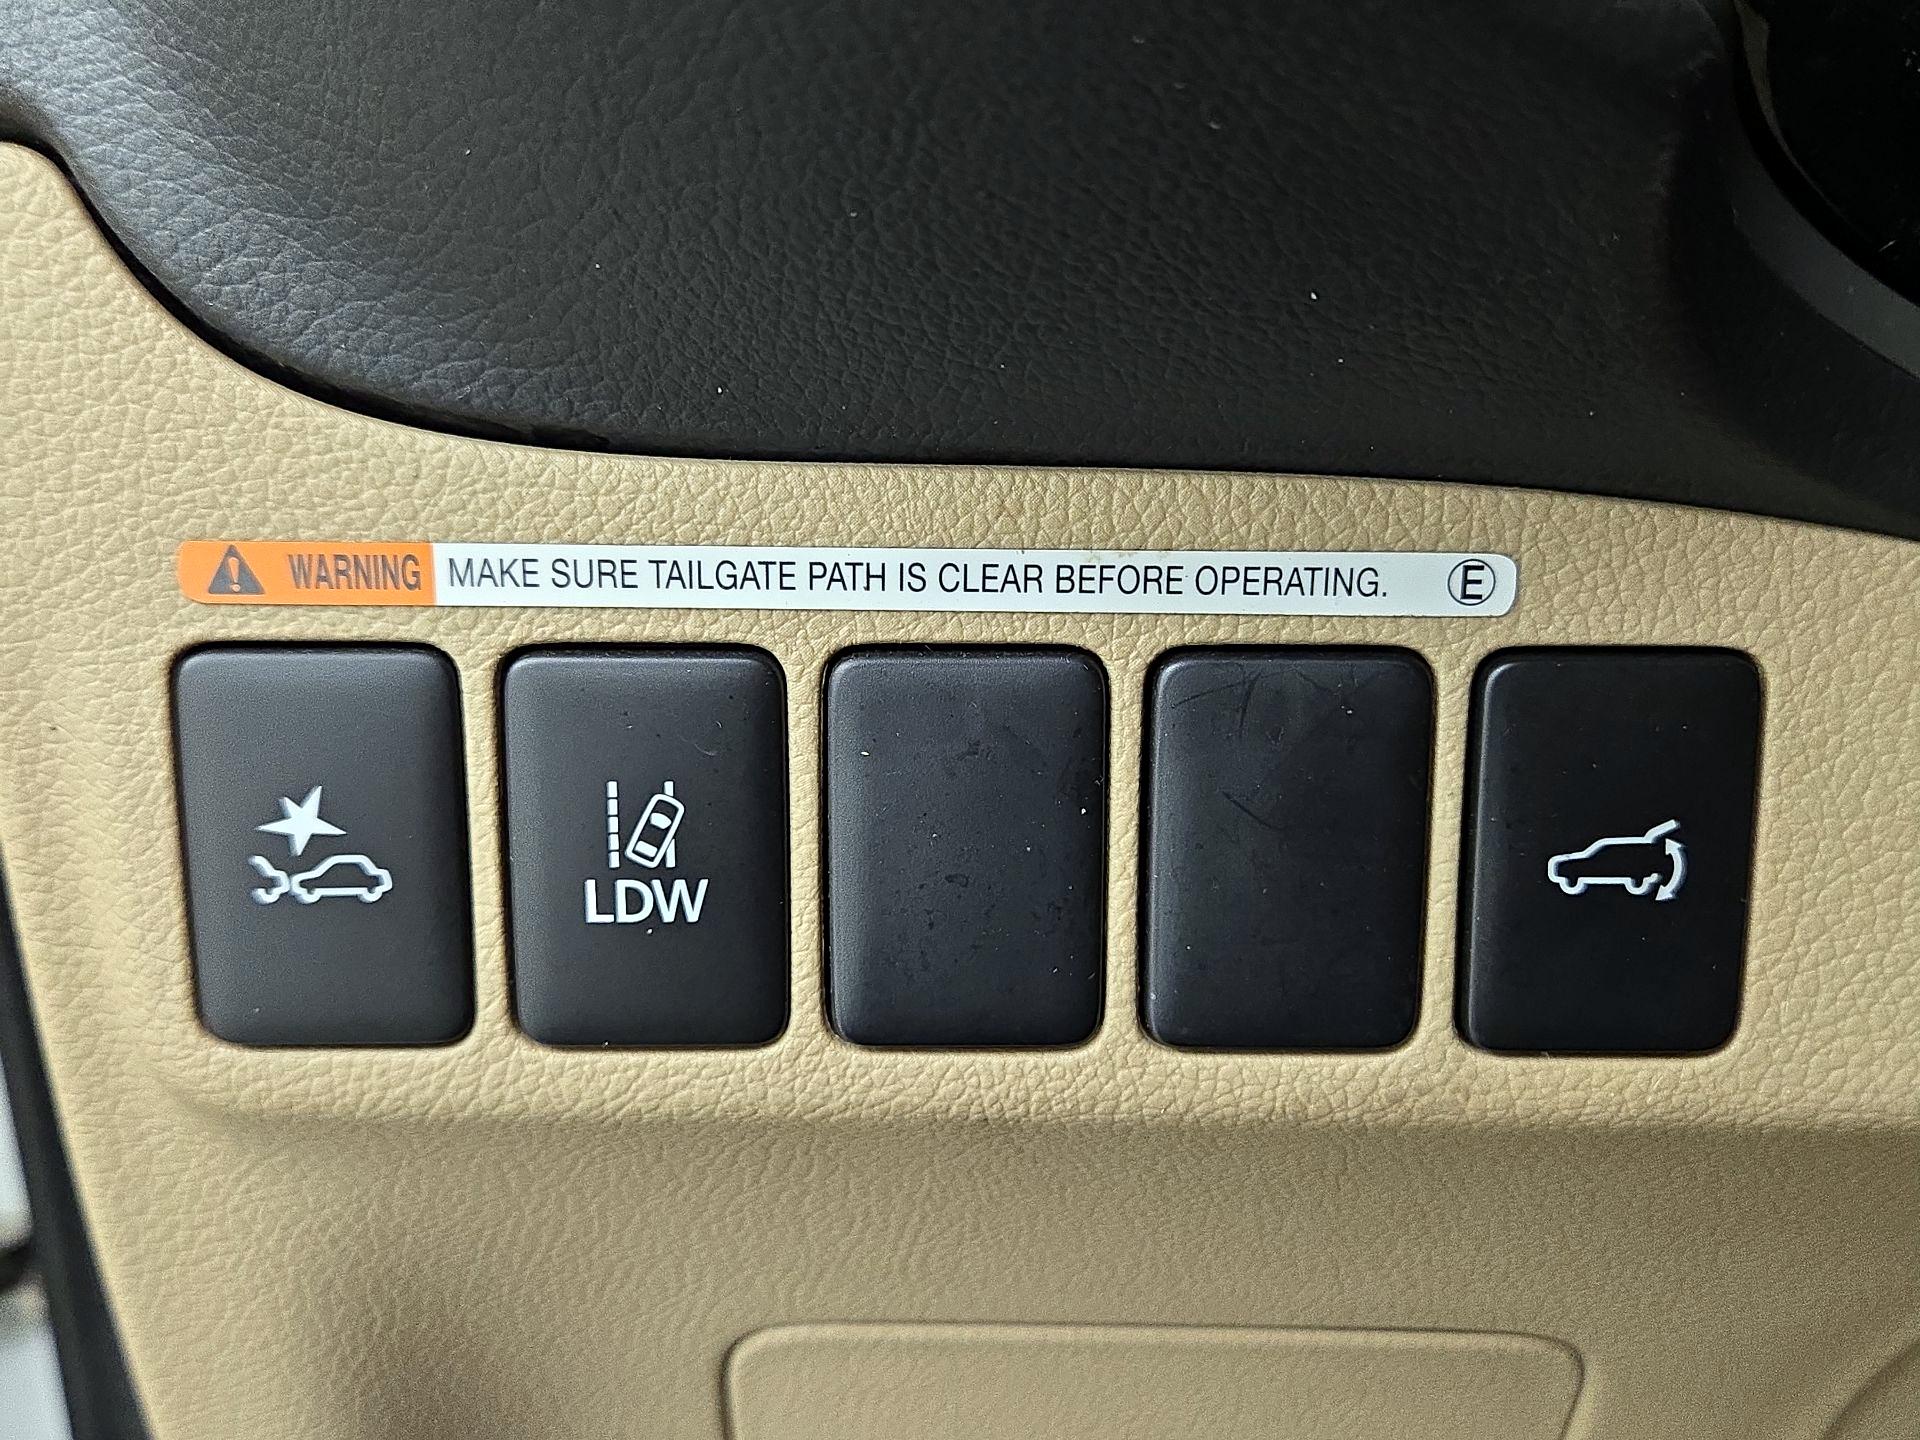 WARNING MAKE SURE TAILGATE PATH IS CLEAR BEFORE OPERATING. E
LDW